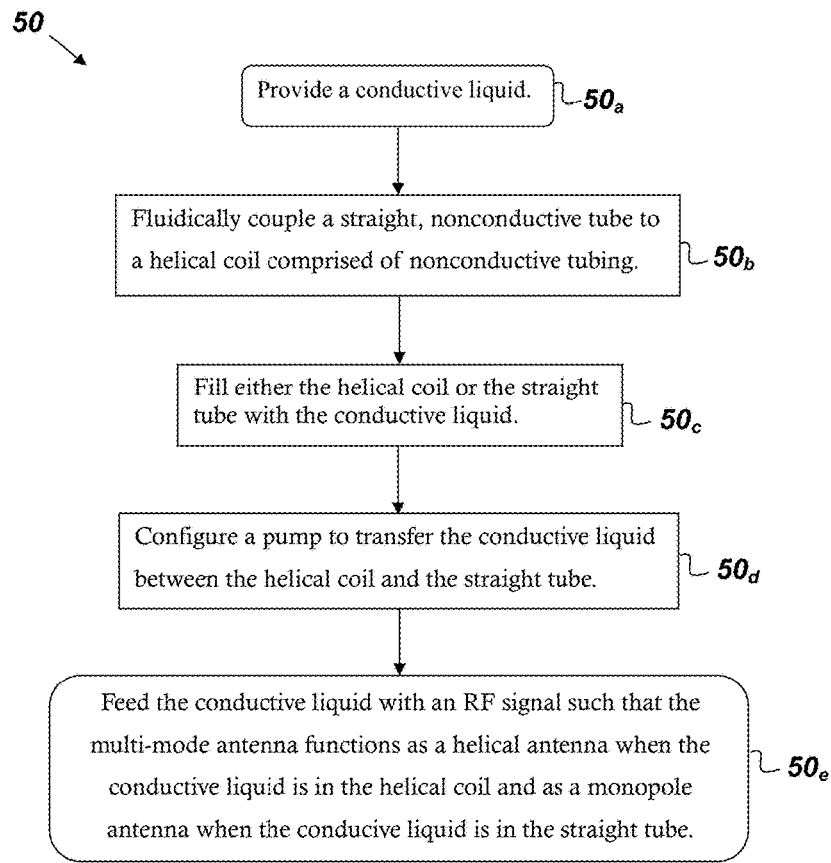 50
Provide a conductive liquid.
50a
Fluidically couple a straight, nonconductive tube to
a helical coil comprised of nonconductive tubing.
50b
Fill either the helical coil or the straight
tube with the conductive liquid.
50c
Configure a pump to transfer the conductive liquid
between the helical coil and the straight tube.
50d
Feed the conductive liquid with an RF signal such that the
multi-mode antenna functions as a helical antenna when the
conductive liquid is in the helical coil and as a monopole
antenna when the conducive liquid is in the straight tube.
50e